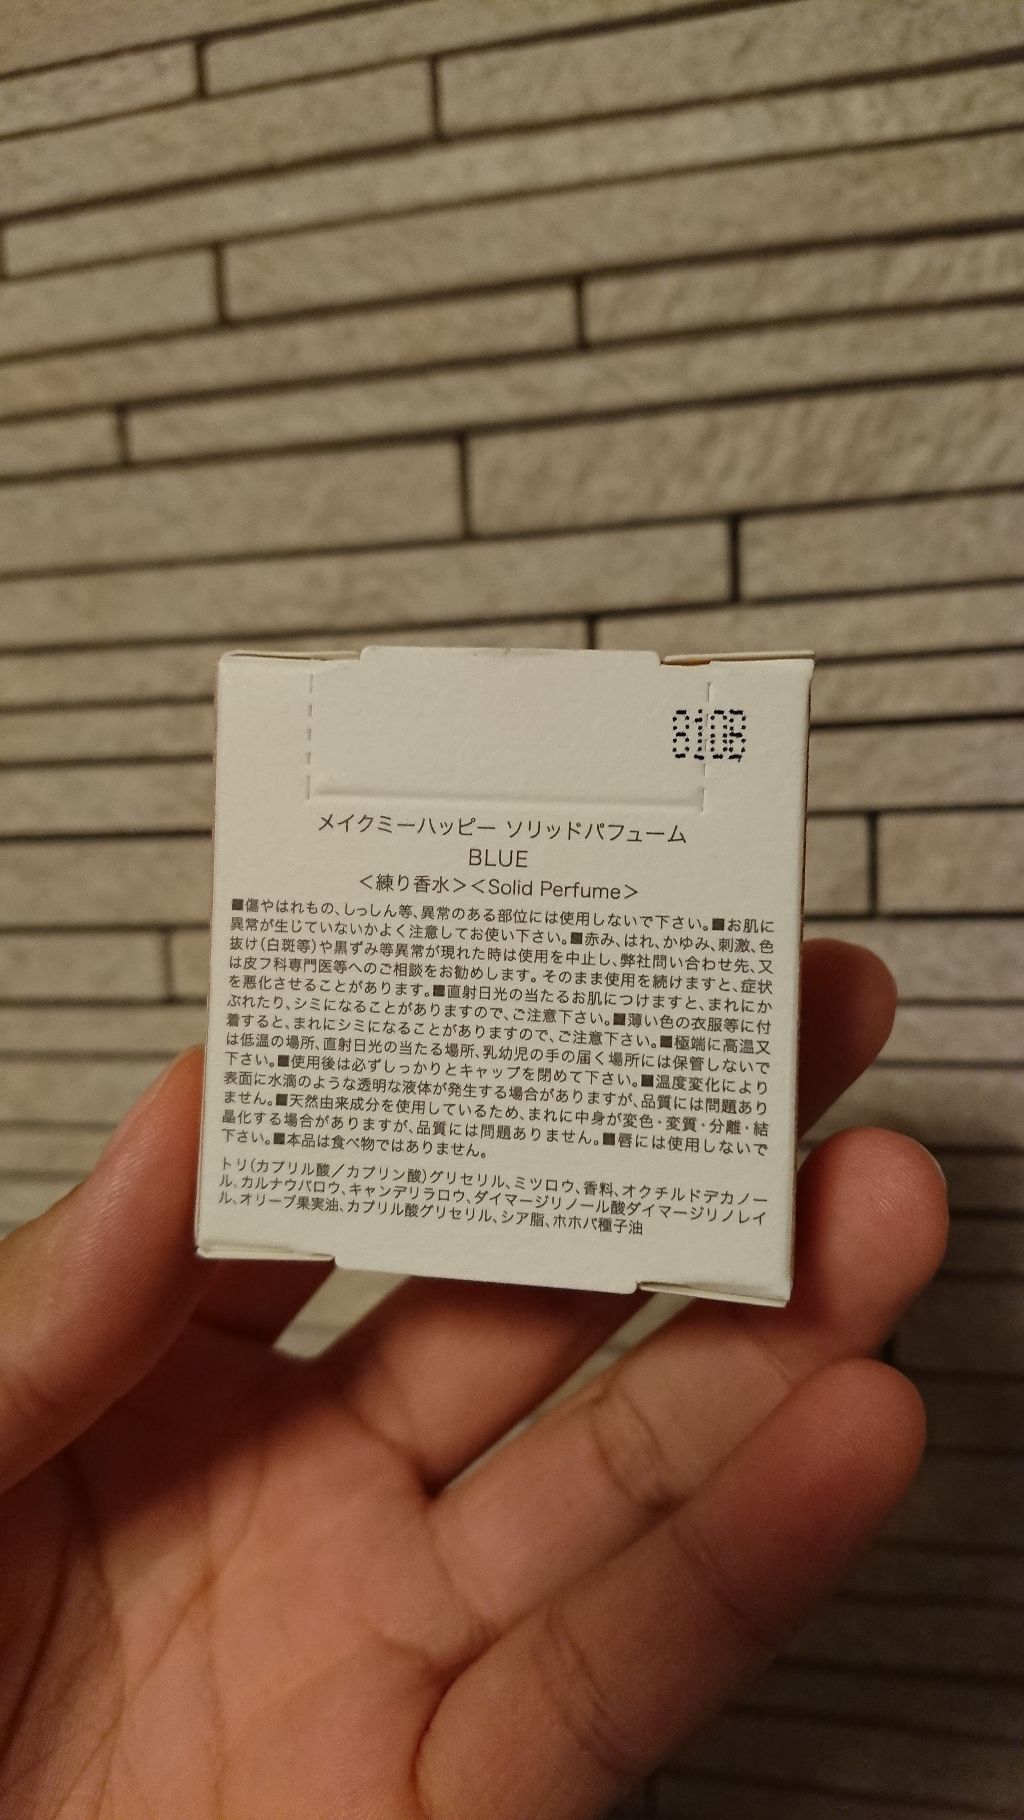 810B
メイクミーハッピー ソリッドパフューム
BLUE
＜練り香水＞＜Solid Perfume＞
■傷やはれもの、しっしん等、異常のある部位には使用しないで下さい。■お肌に
異常が生じていないかよく注意してお使い下さい。■赤み、はれ、かゆみ、刺激、色
抜け(白斑等)や黒ずみ等異常が現れた時は使用を中止し、弊社問い合わせ先、又
は皮フ科専門医等へのご相談をお勧めします。そのまま使用を続けますと、症状
を悪化させることがあります。■直射日光の当たるお肌につけますと、まれにか
ぶれたり、シミになることがありますので、ご注意下さい。■薄い色の衣服等に付
着すると、まれにシミになることがありますので、ご注意下さい。■極端に高温又
は低温の場所、直射日光の当たる場所、乳幼児の手の届く場所には保管しないで
下さい。■使用後は必ずしっかりとキャップを閉めて下さい。■温度変化により
表面に水滴のような透明な液体が発生する場合がありますが、品質には問題あり
ません。■天然由来成分を使用しているため、まれに中身が変色・変質・分離・結
晶化する場合がありますが、品質には問題ありません。■唇には使用しないで
下さい。■本品は食べ物ではありません。
トリ(カプリル酸／カプリン酸)グリセリル、ミツロウ、香料、オクチルドデカノー
ル、カルナウバロウ、キャンデリラロウ、ダイマージリノール酸ダイマージリノレイ
ル、オリーブ果実油、カプリル酸グリセリル、シア脂、ホホバ種子油